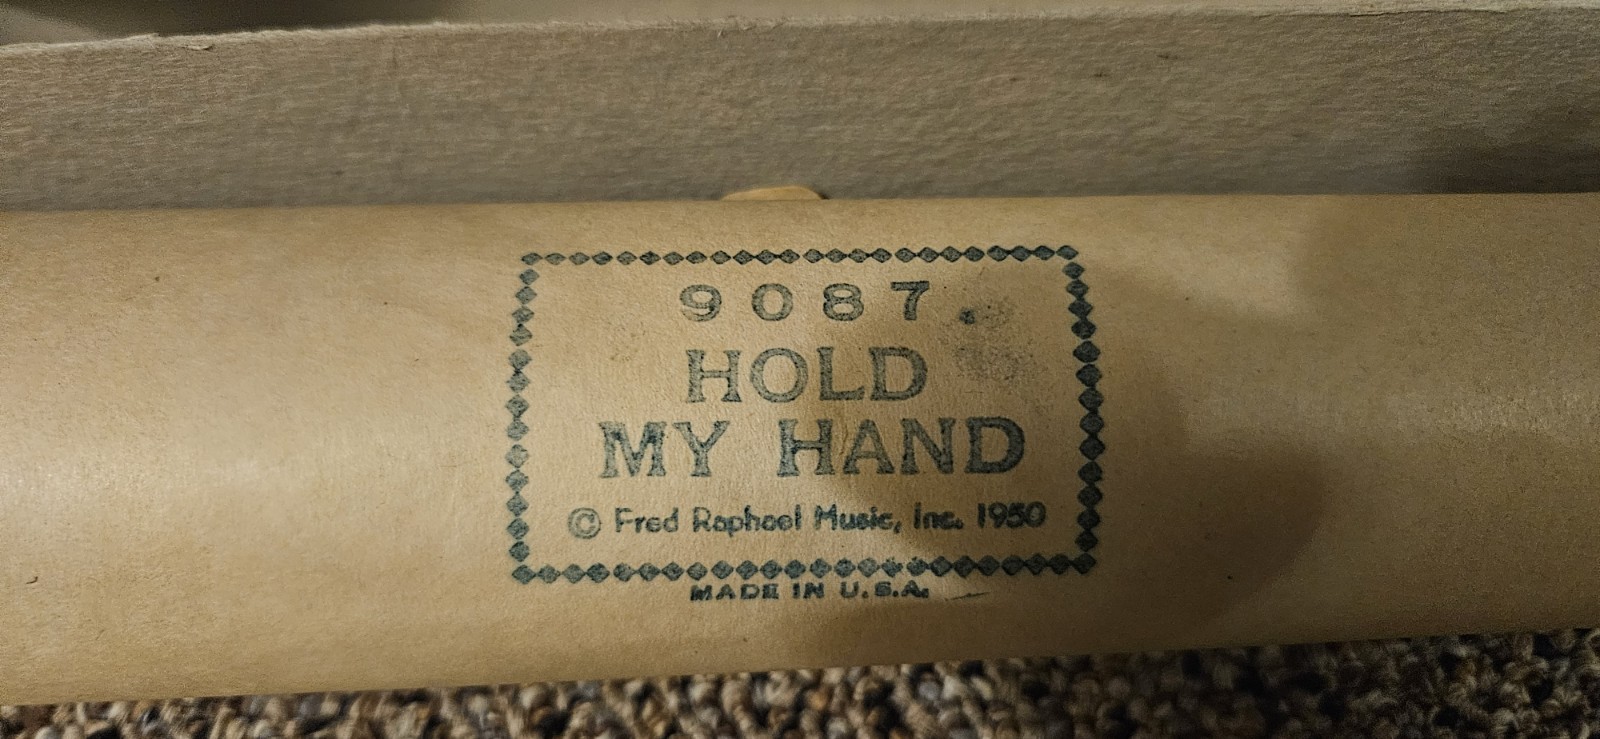 9087.
HOLD
MY HAND
© Fred Raphael Music, Inc. 1950
MADE IN U.S.A.